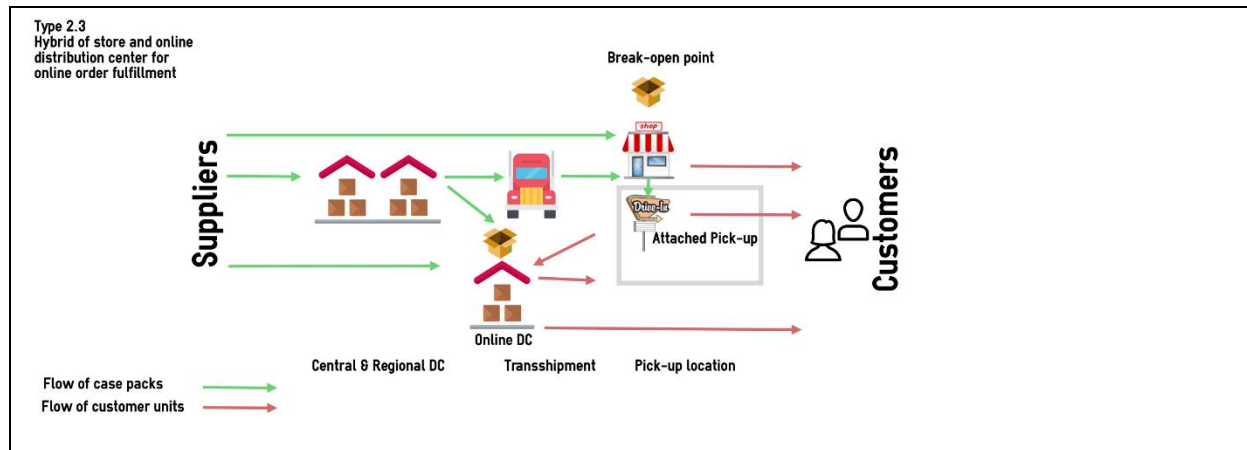 Type 2.3
Hybrid of store and online
distribution center for
online order fulfillment
Break-open point
shop
Suppliers
Drive-In
Attached Pick-up
Customers
Online DC
Central & Regional DC
Transshipment
Pick-up location
Flow of case packs
Flow of customer units